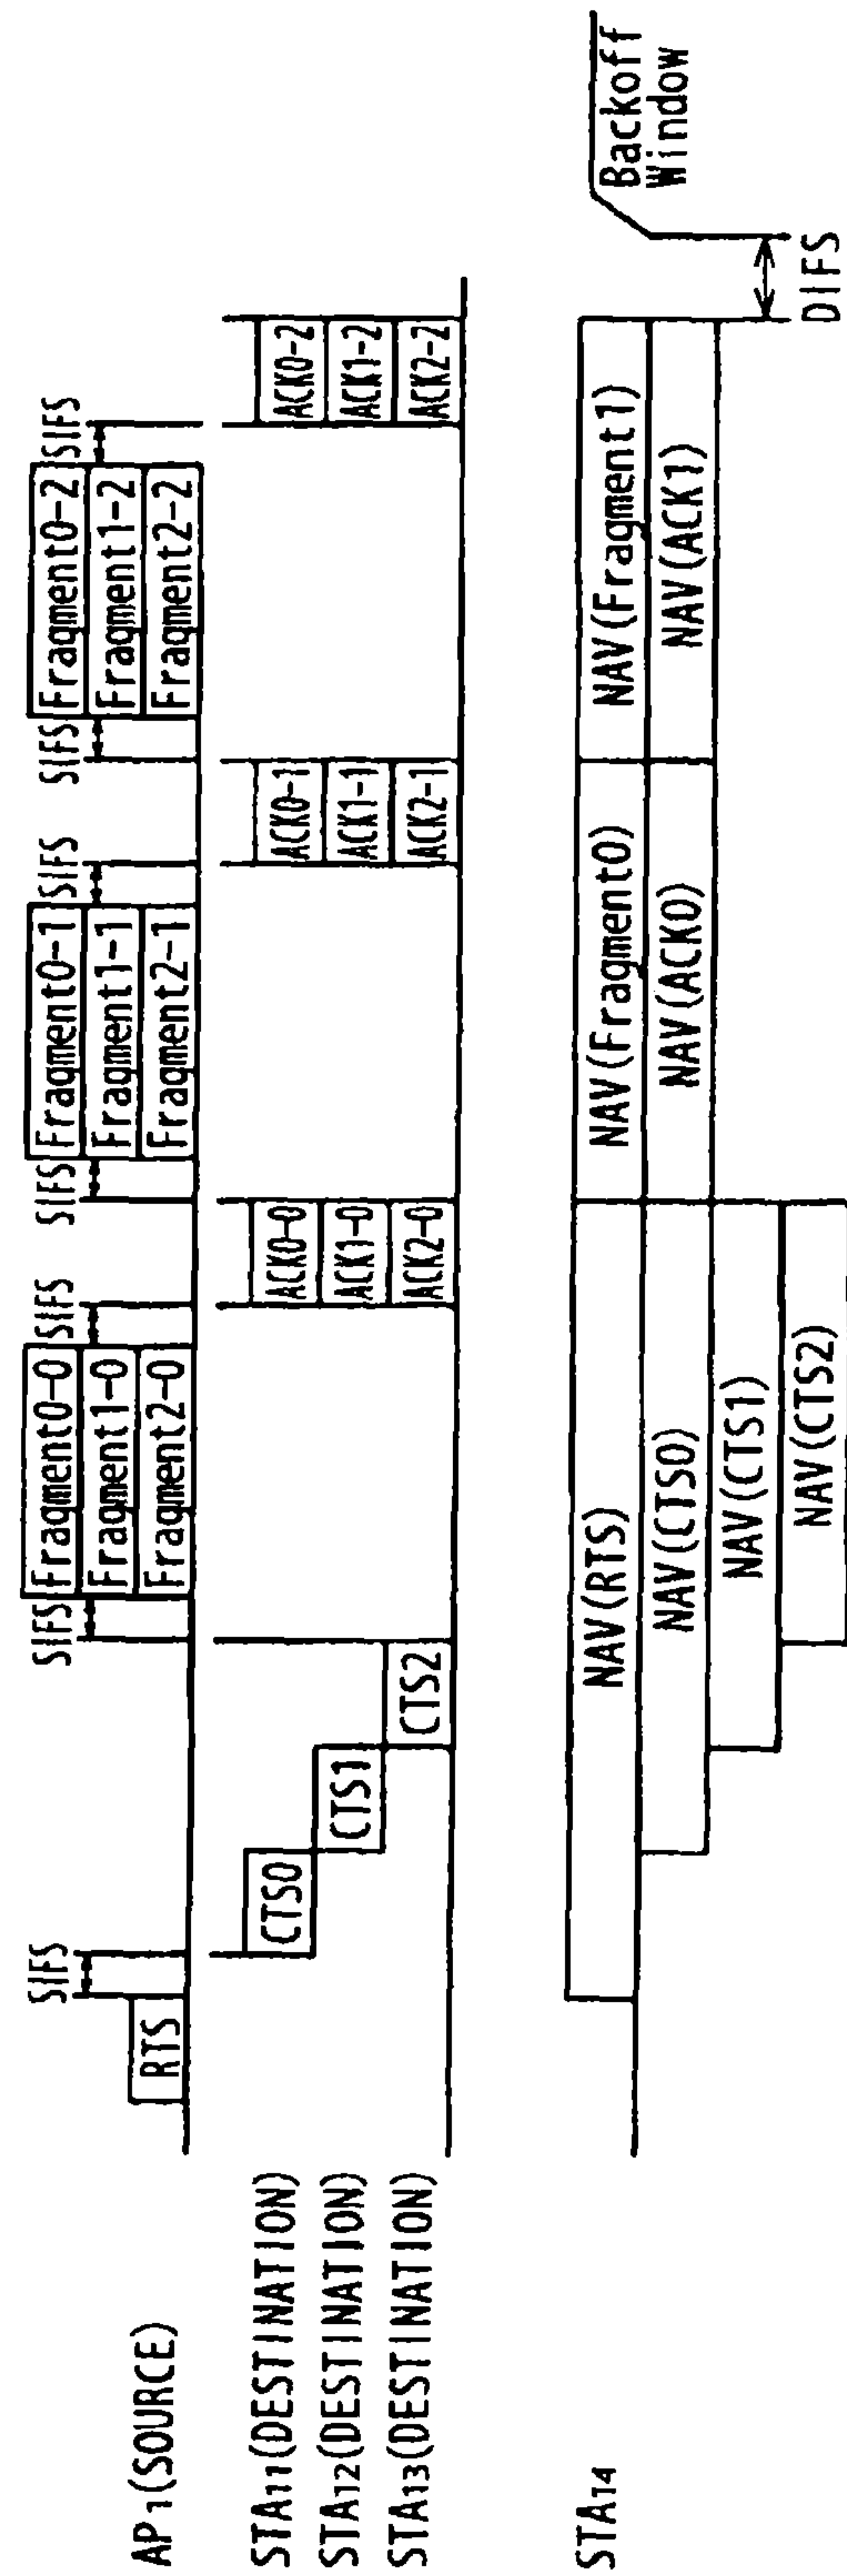 AP1(SOURCE)
RTS
SIFS
SIFS
Fragment0-0
Fragment1-0
Fragment2-0
SIFS
SIFS
Fragment0-1
Fragment1-1
Fragment2-1
SIFS
SIFS
Fragment0-2
Fragment1-2
Fragment2-2
SIFS
STA11(DESTINATION)
STA12(DESTINATION)
STA13(DESTINATION)
CTS0
CTS1
CTS2
ACK0-0
ACK1-0
ACK2-0
ACK0-1
ACK1-1
ACK2-1
ACK0-2
ACK1-2
ACK2-2
STA14
NAV(RTS)
NAV(CTS0)
NAV(CTS1)
NAV(CTS2)
NAV(Fragment0)
NAV(ACK0)
NAV(Fragment1)
NAV(ACK1)
DIFS
Backoff
Window